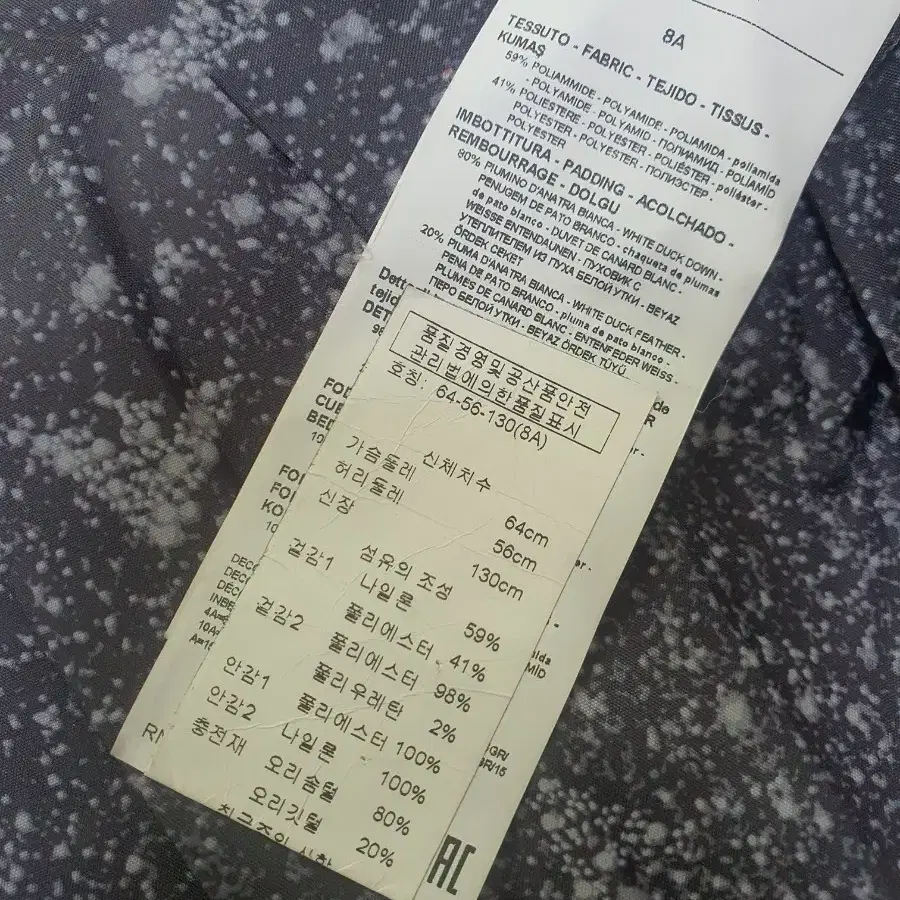 8A
TESSUTO - FABRIC - TEJIDO - TISSUS -
KUMAŞ
59% POLIAMMIDE - POLYAMIDE - POLIAMIDA - poliamida
- POLYAMIDE - POLYAMID - ПОЛИАМИД - POLIAMID
41% POLIESTERE - POLYESTER - POLIÉSTER - poliéster -
POLYESTER - POLYESTER - ПОЛИЭСТЕР -
POLYESTER
IMBOTTITURA - PADDING - ACOLCHADO -
REMBOURRAGE - DOLGU
80% PIUMINO D'ANATRA BIANCA - WHITE DUCK DOWN -
PENUGEM DE PATO BRANCO - chaqueta de plumas
de pato blanco - DUVET DE CANARD BLANC -
WEISSE ENTENDAUNEN - ПУХОВИК С
УТЕПЛИТЕЛЕМ ИЗ ПУХА БЕЛОЙ УТКИ - BEYAZ
ÖRDEK CEKET
20% PIUMA D'ANATRA BIANCA - WHITE DUCK FEATHER -
PENA DE PATO BRANCO - pluma de pato blanco -
PLUMES DE CANARD BLANC - ENTENFEDER WEISS -
ПЕРО БЕЛОЙ УТКИ - BEYAZ ÖRDEK TÜYÜ
품질경영및공산품안전
관리법에의한품질표시
호칭: 64-56-130(8A)
신체치수
가슴둘레 64cm
허리둘레 56cm
신장 130cm
섬유의 조성
겉감1 나일론 59%
폴리에스터 41%
겉감2 폴리에스터 98%
폴리우레탄 2%
안감1 폴리에스터 100%
안감2 나일론 100%
충전재 오리솜털 80%
오리깃털 20%